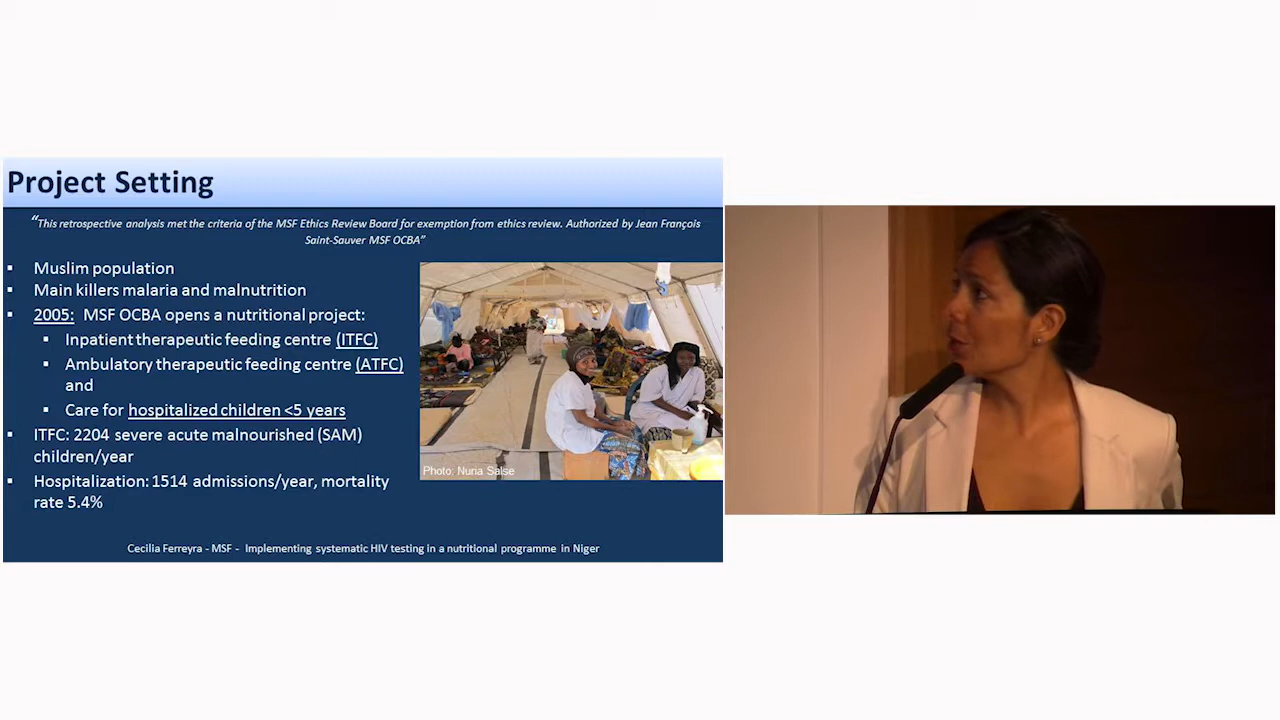 Project Setting
“This retrospective analysis met the criteria of the MSF Ethics Review Board for exemption from ethics review. Authorized by Jean François
Saint-Sauver MSF OCBA”
▪ Muslim population
▪ Main killers malaria and malnutrition
▪ 2005: MSF OCBA opens a nutritional project:
▪ Inpatient therapeutic feeding centre (ITFC)
▪ Ambulatory therapeutic feeding centre (ATFC)
and
▪ Care for hospitalized children <5 years
▪ ITFC: 2204 severe acute malnourished (SAM)
children/year
▪ Hospitalization: 1514 admissions/year, mortality
rate 5.4%
Photo: Nuria Salse
Cecilia Ferreyra - MSF - Implementing systematic HIV testing in a nutritional programme in Niger